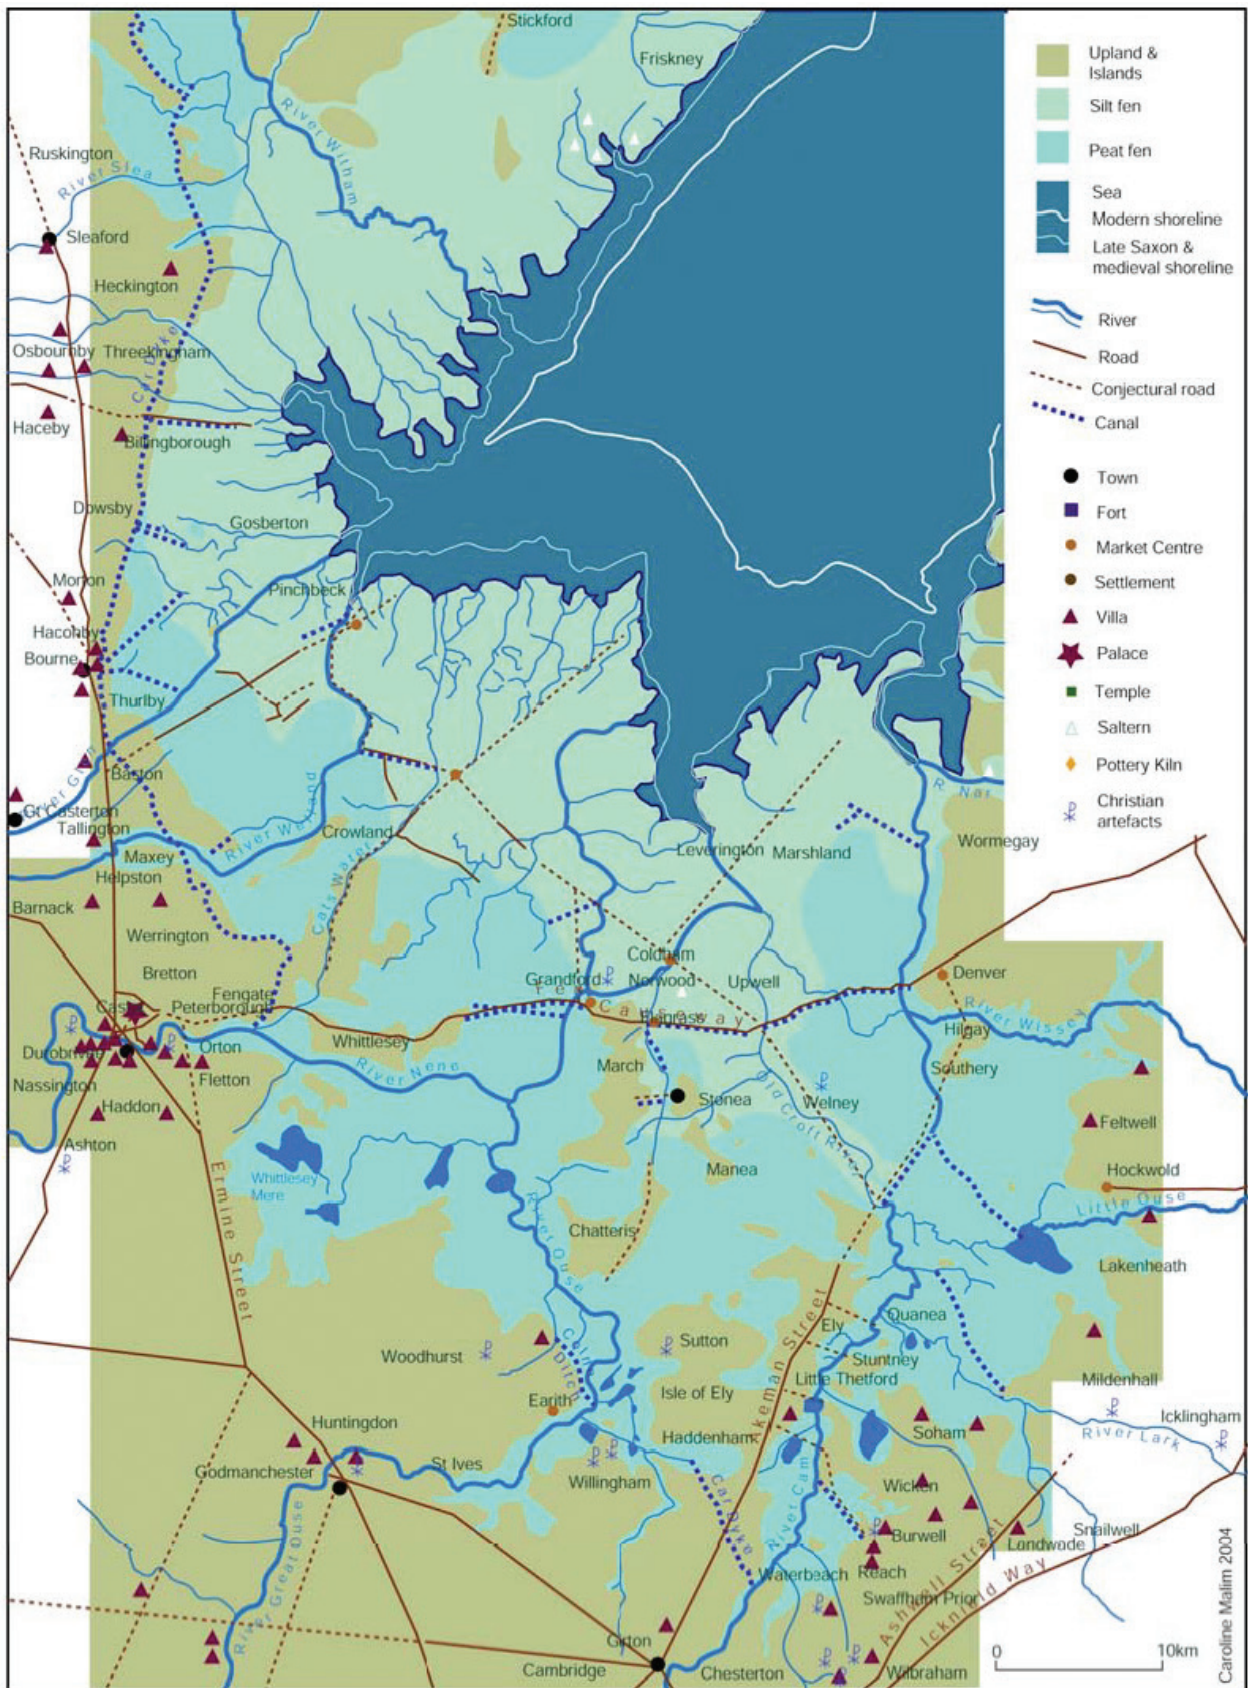 Stickford
Friskney
River Witham
Ruskington
River Slea
Sleaford
Heckington
Osbournby
Threekingham
Car Dyke
Haceby
Billingborough
Dowsby
Gosberton
Morton
Pinchbeck
Haconby
Bourne
Thurlby
River Glen
Baston
Gt Casterton
Tallington
River Welland
Crowland
Maxey
Helpston
Cats Water
Barnack
Werrington
Bretton
Fengate
Peterborough
Durobrivae
Orton
Fletton
Nassington
Haddon
Ashton
Whittlesey
River Nene
Leverington
Marshland
R. Nar
Wormegay
Coldham
Grandford
Norwood
Upwell
Denver
Causeway
River Wissey
Hilgay
Southery
March
Stonea
Welney
Old Croft River
Feltwell
Hockwold
Little Ouse
Manea
Whittlesey
Mere
Ermine Street
River Ouse
Chatteris
Lakenheath
Quanea
Ely
Stuntney
Little Thetford
Akeman Street
Woodhurst
Colne
Ditch
Sutton
Isle of Ely
Earith
Haddenham
Mildenhall
Icklingham
River Lark
Huntingdon
Godmanchester
St Ives
Willingham
Soham
Wicken
Car Dyke
River Cam
Burwell
Snailwell
Landwade
Waterbeach
Reach
Swaffham Prior
Ashwell Street
Icknield Way
River Great Ouse
Girton
Cambridge
Chesterton
Wilbraham
Upland &
Islands
Silt fen
Peat fen
Sea
Modern shoreline
Late Saxon &
medieval shoreline
River
Road
Conjectural road
Canal
Town
Fort
Market Centre
Settlement
Villa
Palace
Temple
Saltern
Pottery Kiln
Christian
artefacts
0
10km
Caroline Malim 2004